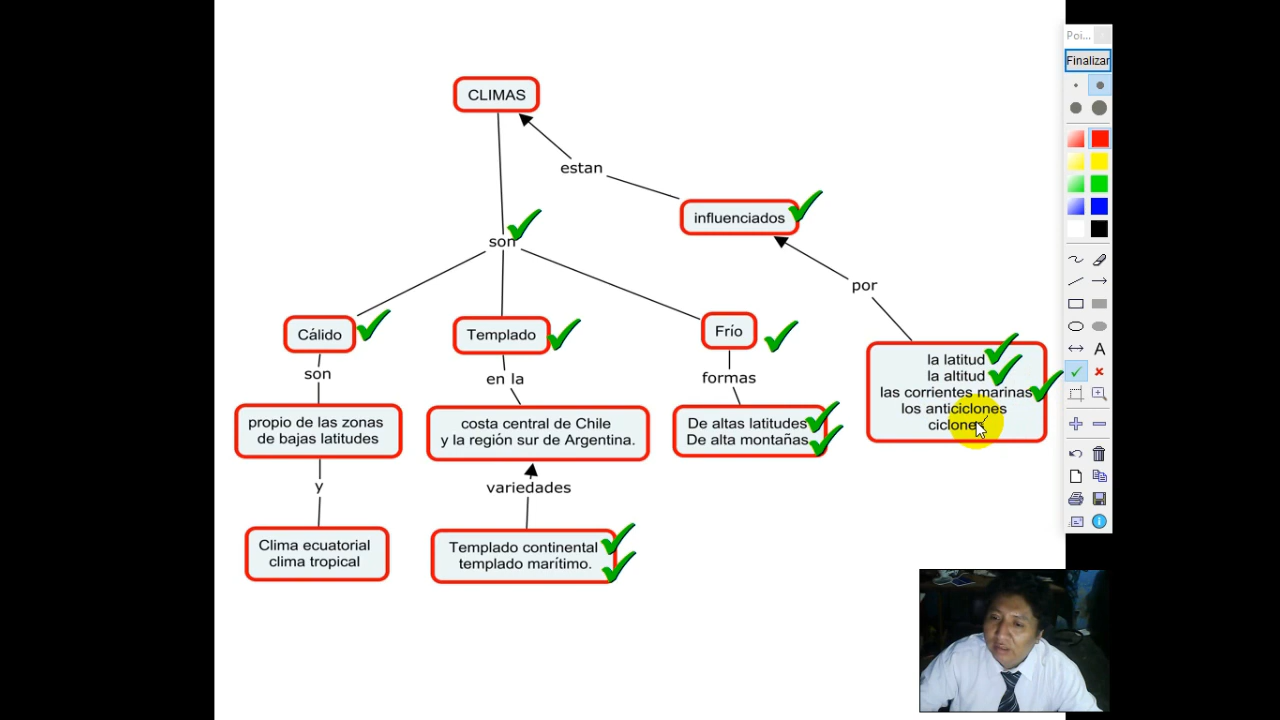 CLIMAS
estan
influenciados
son
por
Cálido
Templado
Frío
la latitud
la altitud
las corrientes marinas
los anticiclones
ciclones
son
en la
formas
propio de las zonas
de bajas latitudes
costa central de Chile
y la región sur de Argentina.
De altas latitudes
De alta montañas
y
variedades
Clima ecuatorial
clima tropical
Templado continental
templado marítimo.
Poi...
Finalizar
A